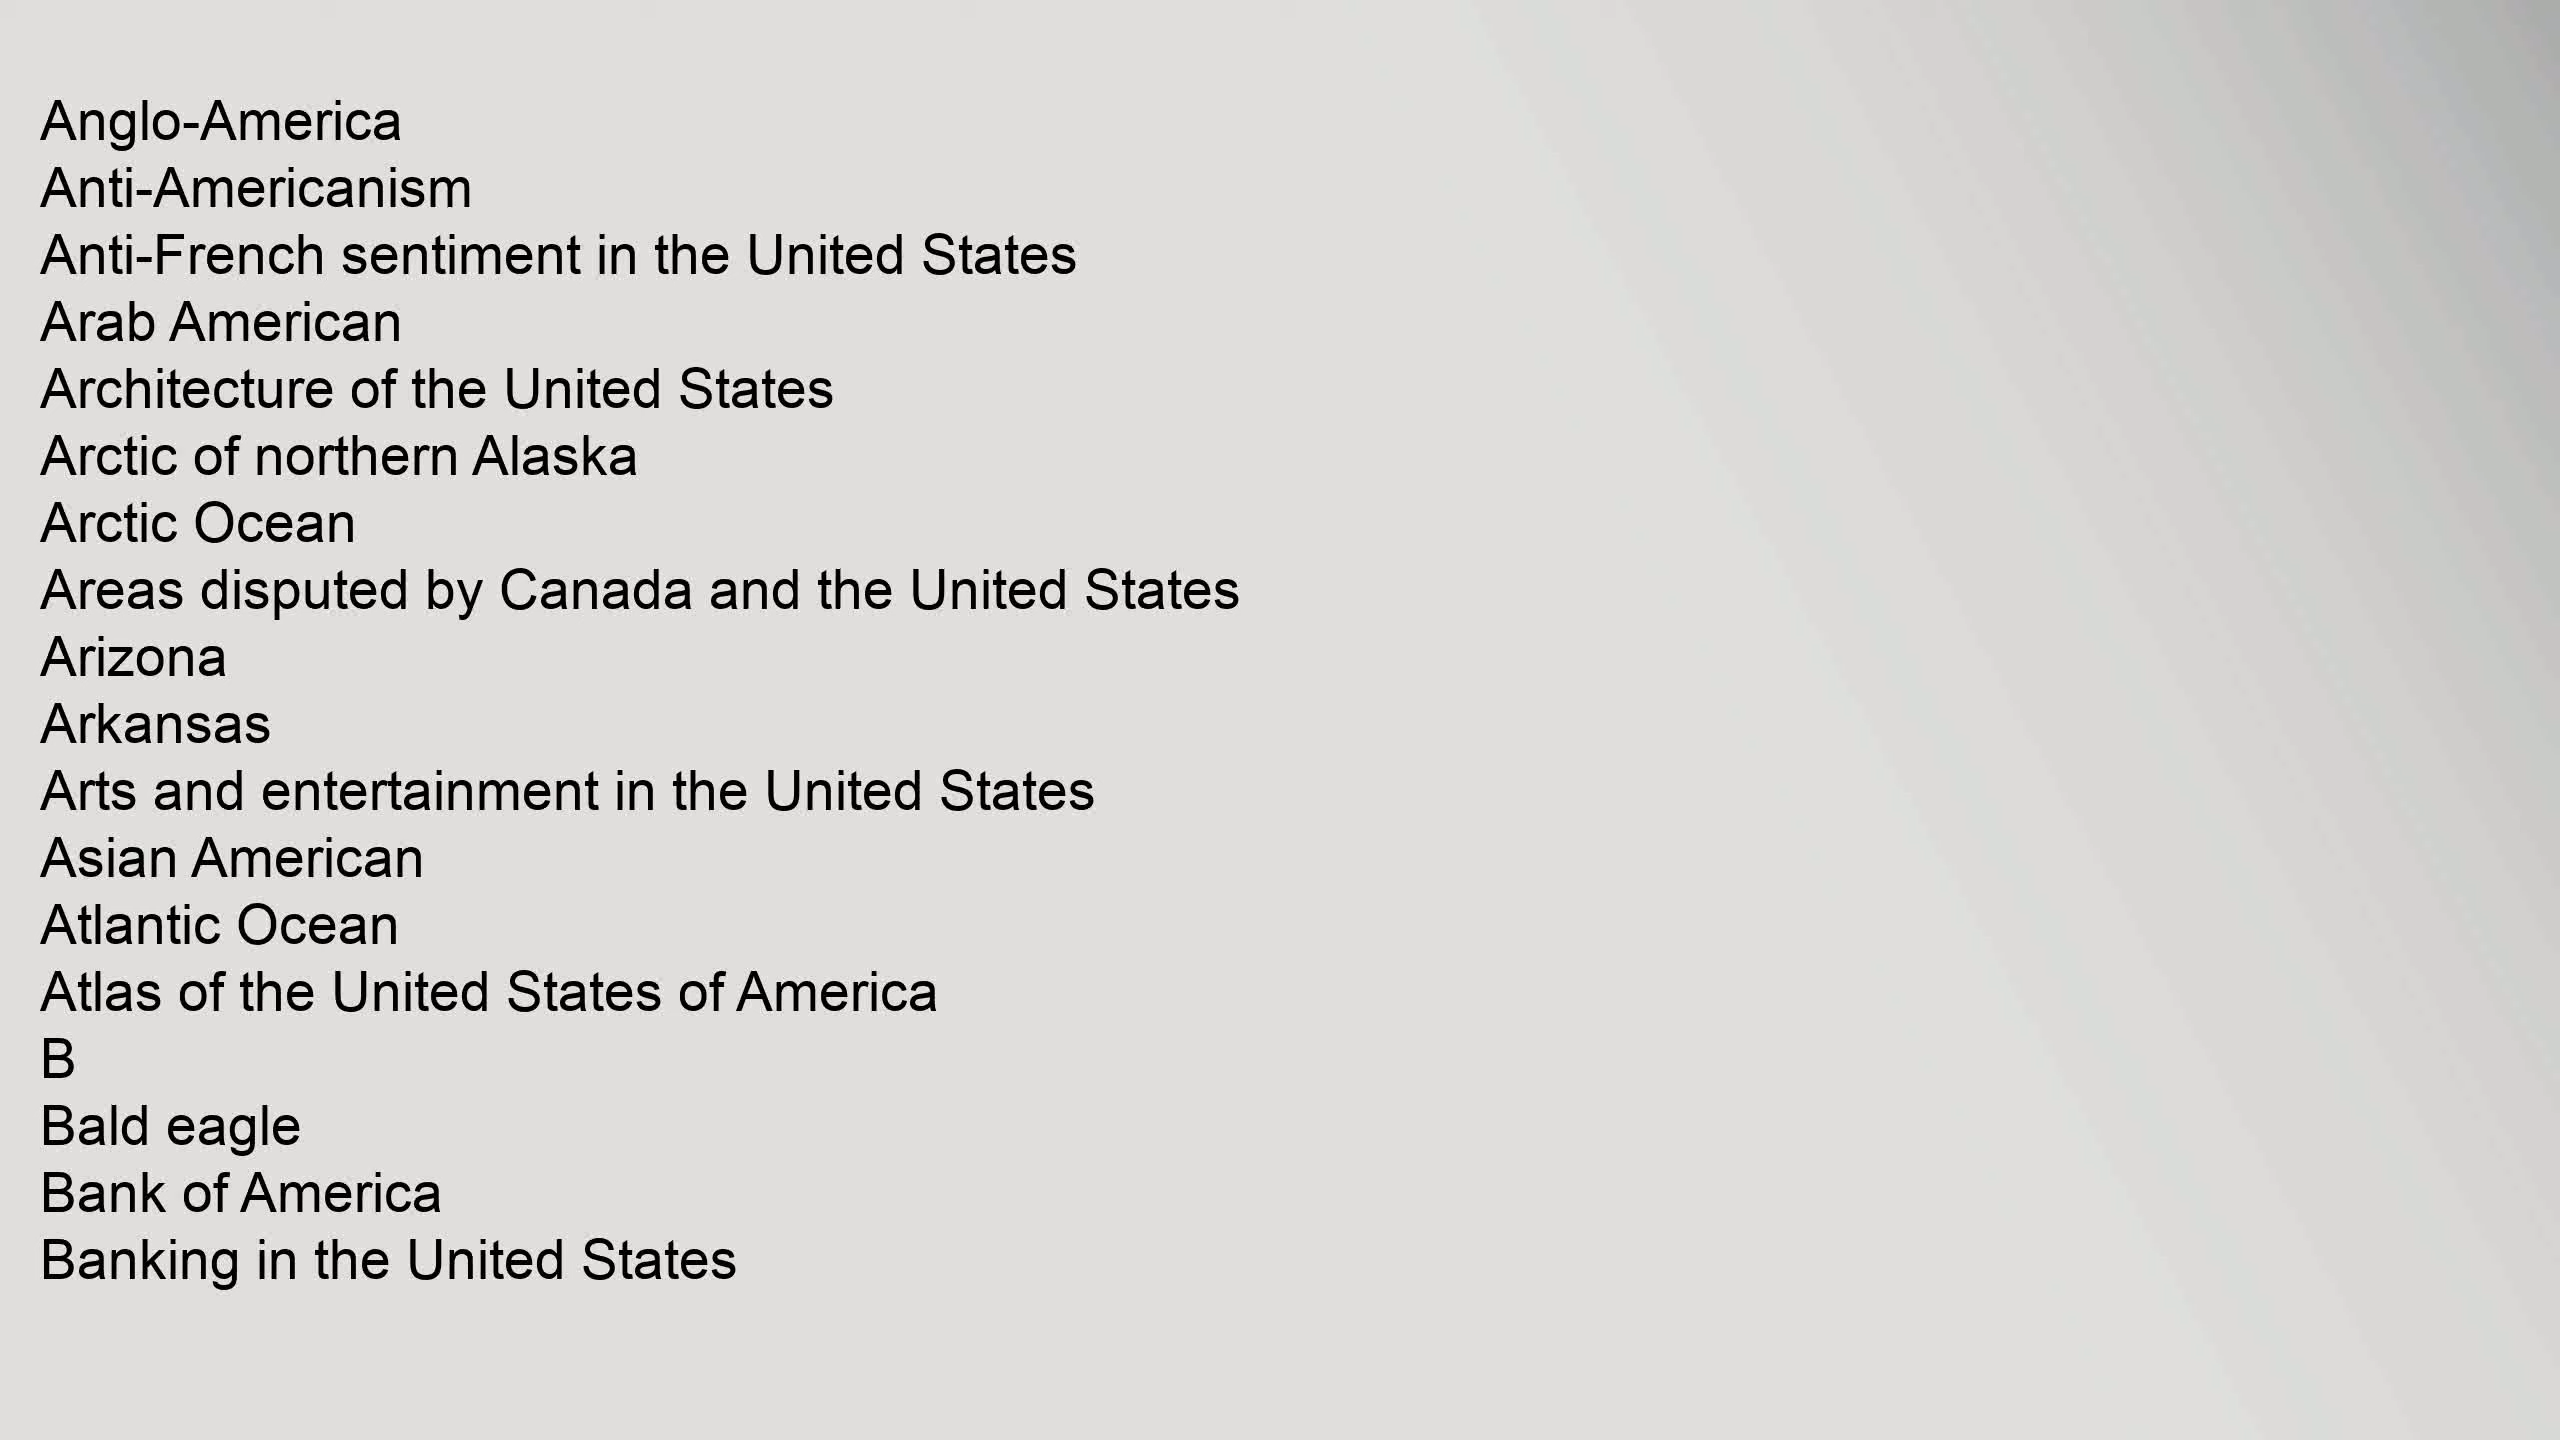 Anglo-America
Anti-Americanism
Anti-French sentiment in the United States
Arab American
Architecture of the United States
Arctic of northern Alaska
Arctic Ocean
Areas disputed by Canada and the United States
Arizona
Arkansas
Arts and entertainment in the United States
Asian American
Atlantic Ocean
Atlas of the United States of America
B
Bald eagle
Bank of America
Banking in the United States